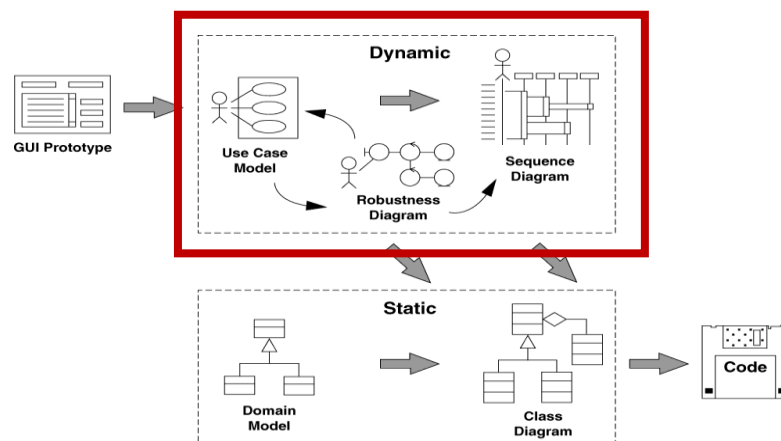 Dynamic
GUI Prototype
Use Case
Model
Robustness
Diagram
Sequence
Diagram
Static
Domain
Model
Class
Diagram
Code